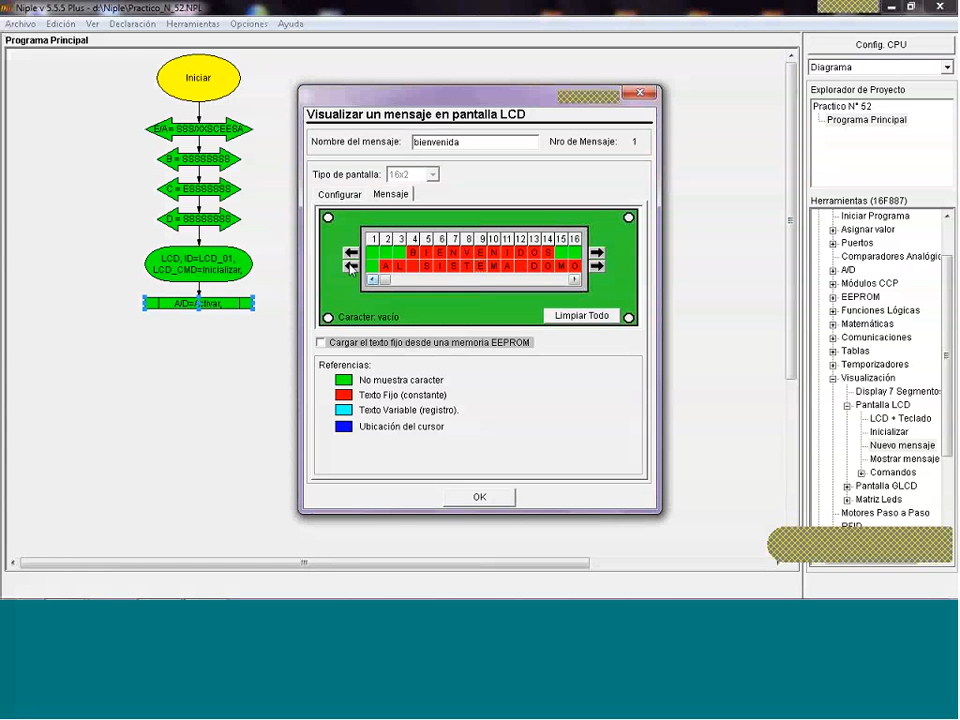 Niple v 5.5.5 Plus - d:\Niple\Practico_N_52.NPL
Archivo Edición Ver Declaración Herramientas Opciones Ayuda
Programa Principal
Iniciar
B = SSSSSSSS
C = ESSSSSSS
D = SSSSSSSS
LCD, ID=LCD_01,
LCD_CMD=Inicializar,
A/D=Activar,
Visualizar un mensaje en pantalla LCD
Nombre del mensaje: bienvenida Nro de Mensaje: 1
Tipo de pantalla: 16x2
Configurar Mensaje
1 2 3 4 5 6 7 8 9 10 11 12 13 14 15 16
B I E N V E N I D O S
A L S I S T E M A D O M O
Caracter: vacío Limpiar Todo
Cargar el texto fijo desde una memoria EEPROM
Referencias:
No muestra caracter
Texto Fijo (constante)
Texto Variable (registro).
Ubicación del cursor
OK
Config. CPU
Diagrama
Explorador de Proyecto
Practico N° 52
Programa Principal
Herramientas (16F887)
Iniciar Programa
Asignar valor
Puertos
Comparadores Analógic
A/D
Módulos CCP
EEPROM
Funciones Lógicas
Matemáticas
Comunicaciones
Tablas
Temporizadores
Visualización
Display 7 Segmento
Pantalla LCD
LCD + Teclado
Inicializar
Nuevo mensaje
Mostrar mensaje
Comandos
Pantalla GLCD
Matriz Leds
Motores Paso a Paso
RFID